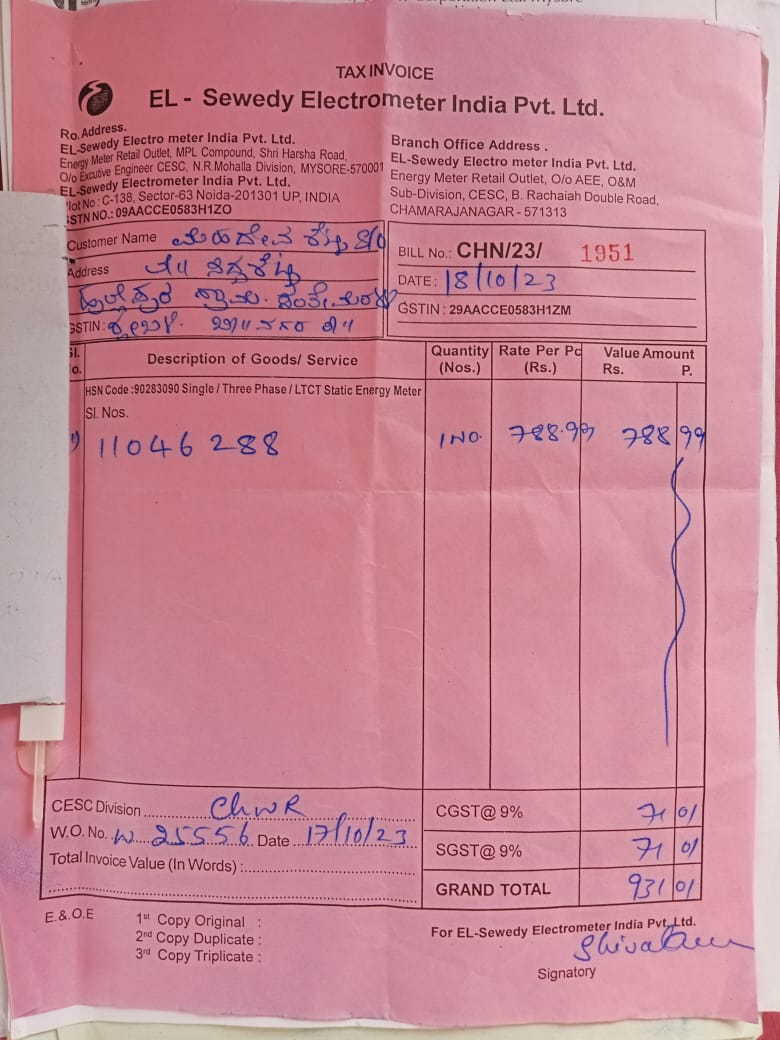 TAX INVOICE
EL - Sewedy Electrometer India Pvt. Ltd.
Ro. Address.
EL-Sewedy Electro meter India Pvt. Ltd.
Energy Meter Retail Outlet, MPL Compound, Shri Harsha Road,
O/o Excutive Engineer CESC, N.R.Mohalla Division, MYSORE-570001
EL-Sewedy Electrometer India Pvt. Ltd.
Plot No : C-138, Sector-63 Noida-201301 UP, INDIA
GSTN NO.: 09AACCE0583H1ZO
Branch Office Address .
EL-Sewedy Electro meter India Pvt. Ltd.
Energy Meter Retail Outlet, O/o AEE, O&M
Sub-Division, CESC, B. Rachaiah Double Road,
CHAMARAJANAGAR - 571313
Customer Name
Address
GSTIN :
BILL No.: CHN/23/ 1951
DATE : 18/10/23
GSTIN : 29AACCE0583H1ZM
Sl. No. Description of Goods/ Service Quantity (Nos.) Rate Per Pc (Rs.) Value Amount Rs. P.
HSN Code :90283090 Single / Three Phase / LTCT Static Energy Meter
Sl. Nos.
1) 11046288 1 NO. 788.99 788 99
CESC Division ChNR
W.O. No. W 25556 Date 17/10/23
Total Invoice Value (In Words) :
CGST@ 9% 71 01
SGST@ 9% 71 01
GRAND TOTAL 931 01
E.& O.E
1st Copy Original :
2nd Copy Duplicate :
3rd Copy Triplicate :
For EL-Sewedy Electrometer India Pvt. Ltd.
Signatory